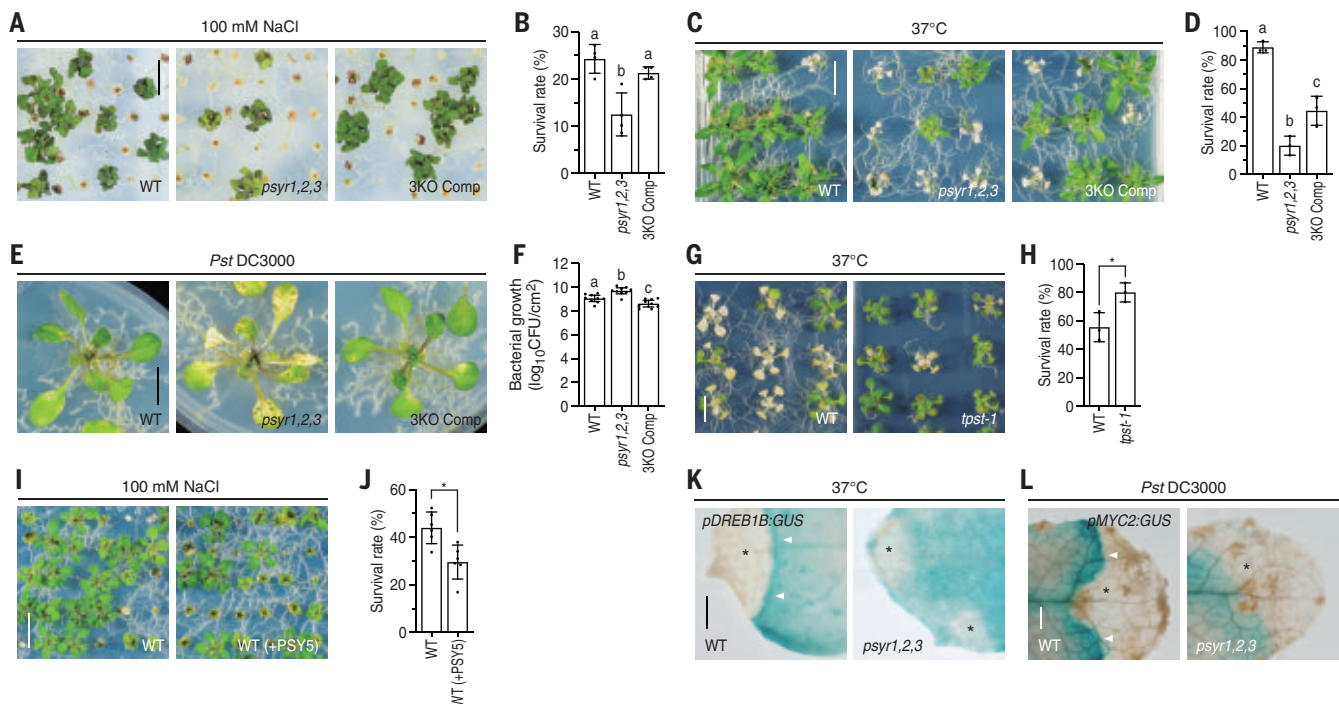 A
100 mM NaCl
WT
psyr1,2,3
3KO Comp
B
Survival rate (%)
30
20
10
0
a
b
a
WT
psyr1,2,3
3KO Comp
C
37°C
WT
psyr1,2,3
3KO Comp
D
Survival rate (%)
100
80
60
40
20
0
a
b
c
WT
psyr1,2,3
3KO Comp
E
Pst DC3000
WT
psyr1,2,3
3KO Comp
F
Bacterial growth
(log10CFU/cm2)
12
10
8
6
4
2
0
a
b
c
WT
psyr1,2,3
3KO Comp
G
37°C
WT
tpst-1
H
Survival rate (%)
100
80
60
40
20
0
*
WT
tpst-1
I
100 mM NaCl
WT
WT (+PSY5)
J
Survival rate (%)
60
40
20
0
*
WT
WT (+PSY5)
K
37°C
pDREB1B:GUS
*
WT
*
*
psyr1,2,3
L
Pst DC3000
pMYC2:GUS
*
WT
*
psyr1,2,3